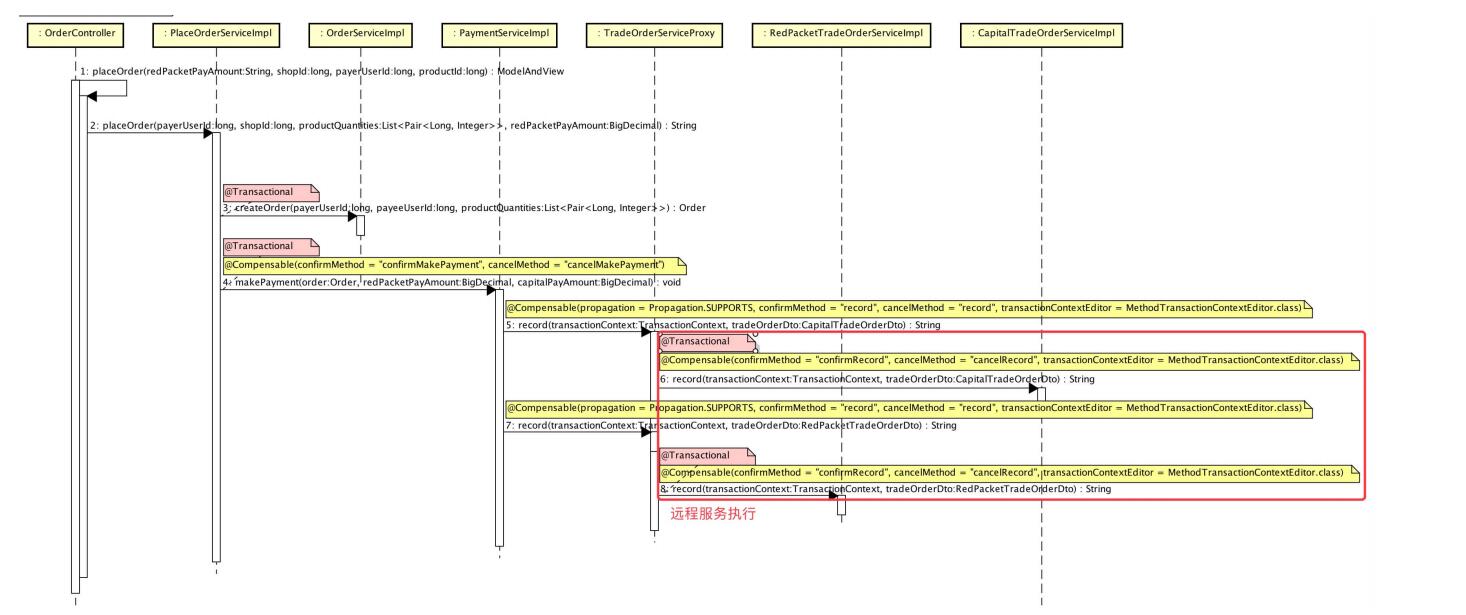 : OrderController
: PlaceOrderServiceImpl
: OrderServiceImpl
: PaymentServiceImpl
: TradeOrderServiceProxy
: RedPacketTradeOrderServiceImpl
: CapitalTradeOrderServiceImpl
1: placeOrder(redPacketPayAmount:String, shopId:long, payerUserId:long, productId:long) : ModelAndView
2: placeOrder(payerUserId:long, shopId:long, productQuantities:List<Pair<Long, Integer>>, redPacketPayAmount:BigDecimal) : String
@Transactional
3: createOrder(payerUserId:long, payeeUserId:long, productQuantities:List<Pair<Long, Integer>>) : Order
@Transactional
@Compensable(confirmMethod = "confirmMakePayment", cancelMethod = "cancelMakePayment")
4: makePayment(order:Order, redPacketPayAmount:BigDecimal, capitalPayAmount:BigDecimal) : void
@Compensable(propagation = Propagation.SUPPORTS, confirmMethod = "record", cancelMethod = "record", transactionContextEditor = MethodTransactionContextEditor.class)
5: record(transactionContext:TransactionContext, tradeOrderDto:CapitalTradeOrderDto) : String
@Transactional
@Compensable(confirmMethod = "confirmRecord", cancelMethod = "cancelRecord", transactionContextEditor = MethodTransactionContextEditor.class)
6: record(transactionContext:TransactionContext, tradeOrderDto:CapitalTradeOrderDto) : String
@Compensable(propagation = Propagation.SUPPORTS, confirmMethod = "record", cancelMethod = "record", transactionContextEditor = MethodTransactionContextEditor.class)
7: record(transactionContext:TransactionContext, tradeOrderDto:RedPacketTradeOrderDto) : String
@Transactional
@Compensable(confirmMethod = "confirmRecord", cancelMethod = "cancelRecord", transactionContextEditor = MethodTransactionContextEditor.class)
8: record(transactionContext:TransactionContext, tradeOrderDto:RedPacketTradeOrderDto) : String
远程服务执行